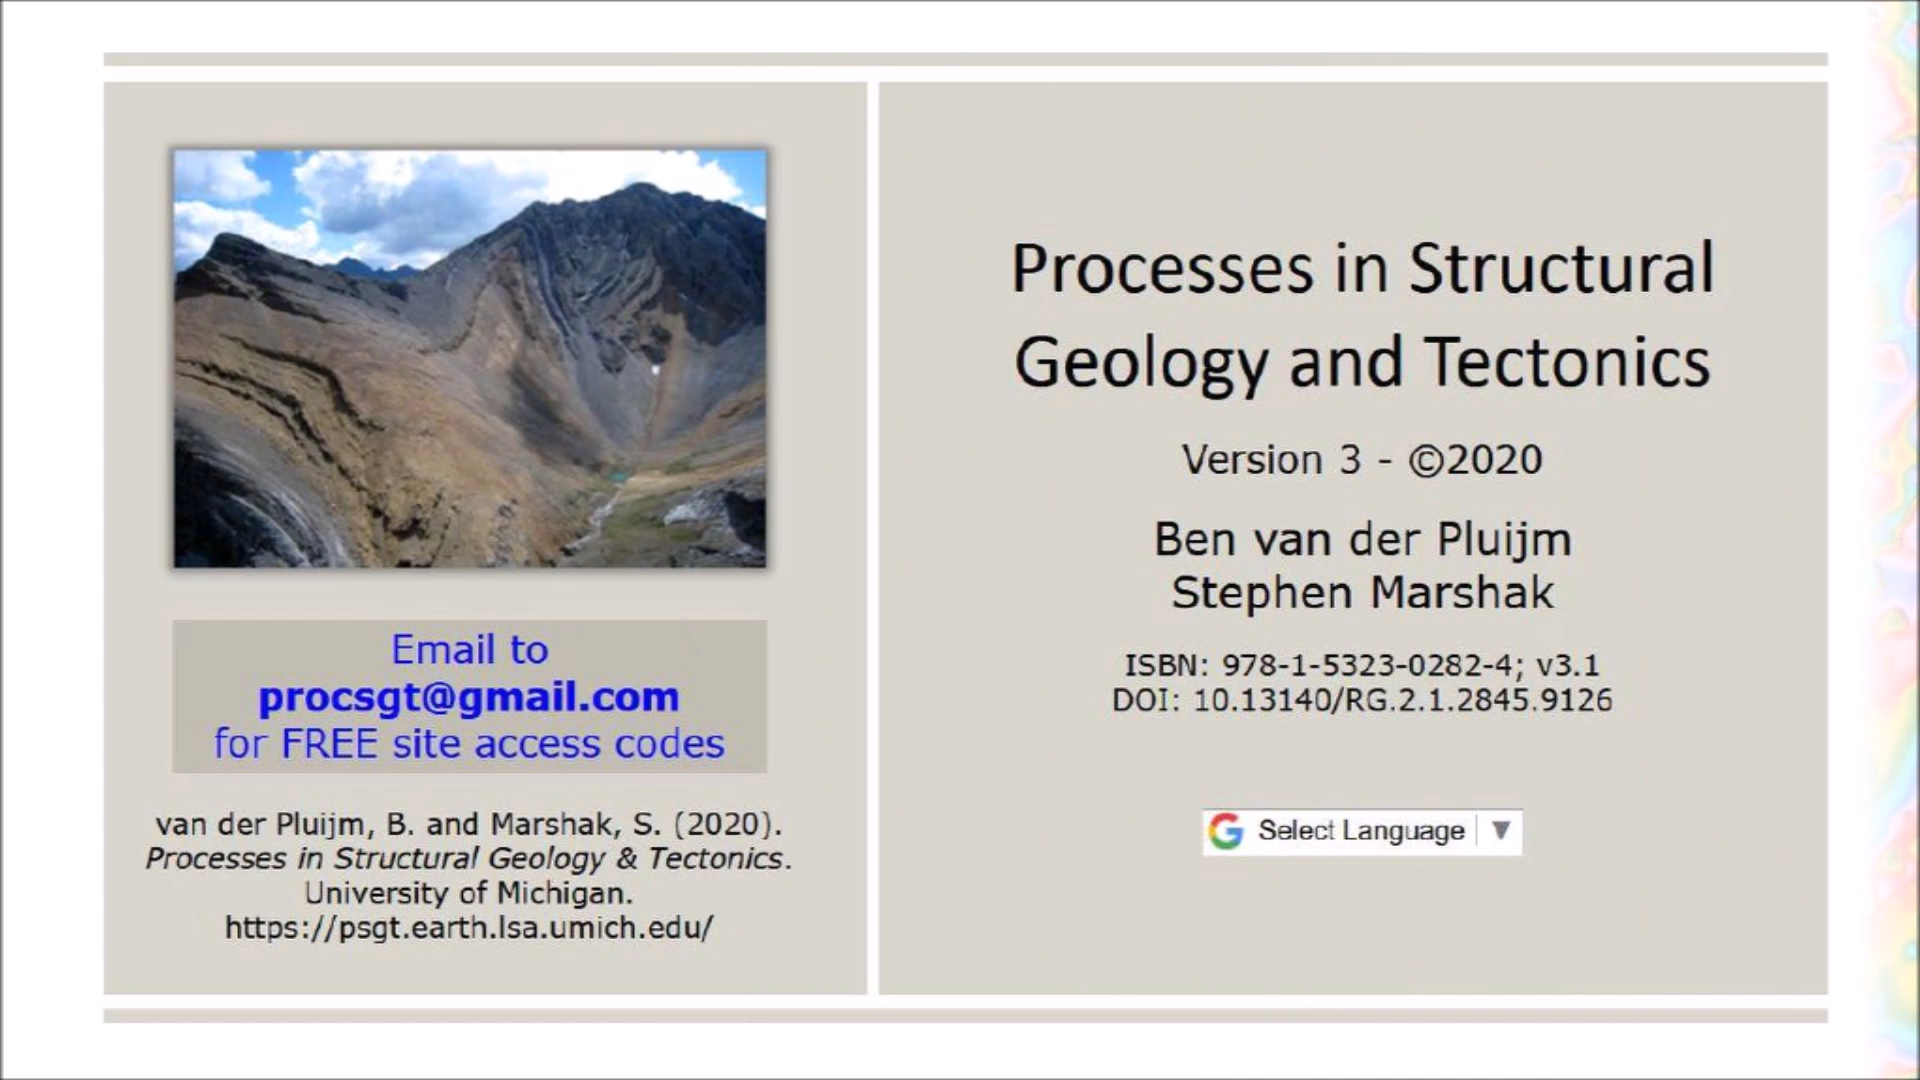 Email to
procsgt@gmail.com
for FREE site access codes
van der Pluijm, B. and Marshak, S. (2020).
Processes in Structural Geology & Tectonics.
University of Michigan.
https://psgt.earth.lsa.umich.edu/
Processes in Structural
Geology and Tectonics
Version 3 - ©2020
Ben van der Pluijm
Stephen Marshak
ISBN: 978-1-5323-0282-4; v3.1
DOI: 10.13140/RG.2.1.2845.9126
G Select Language ▼